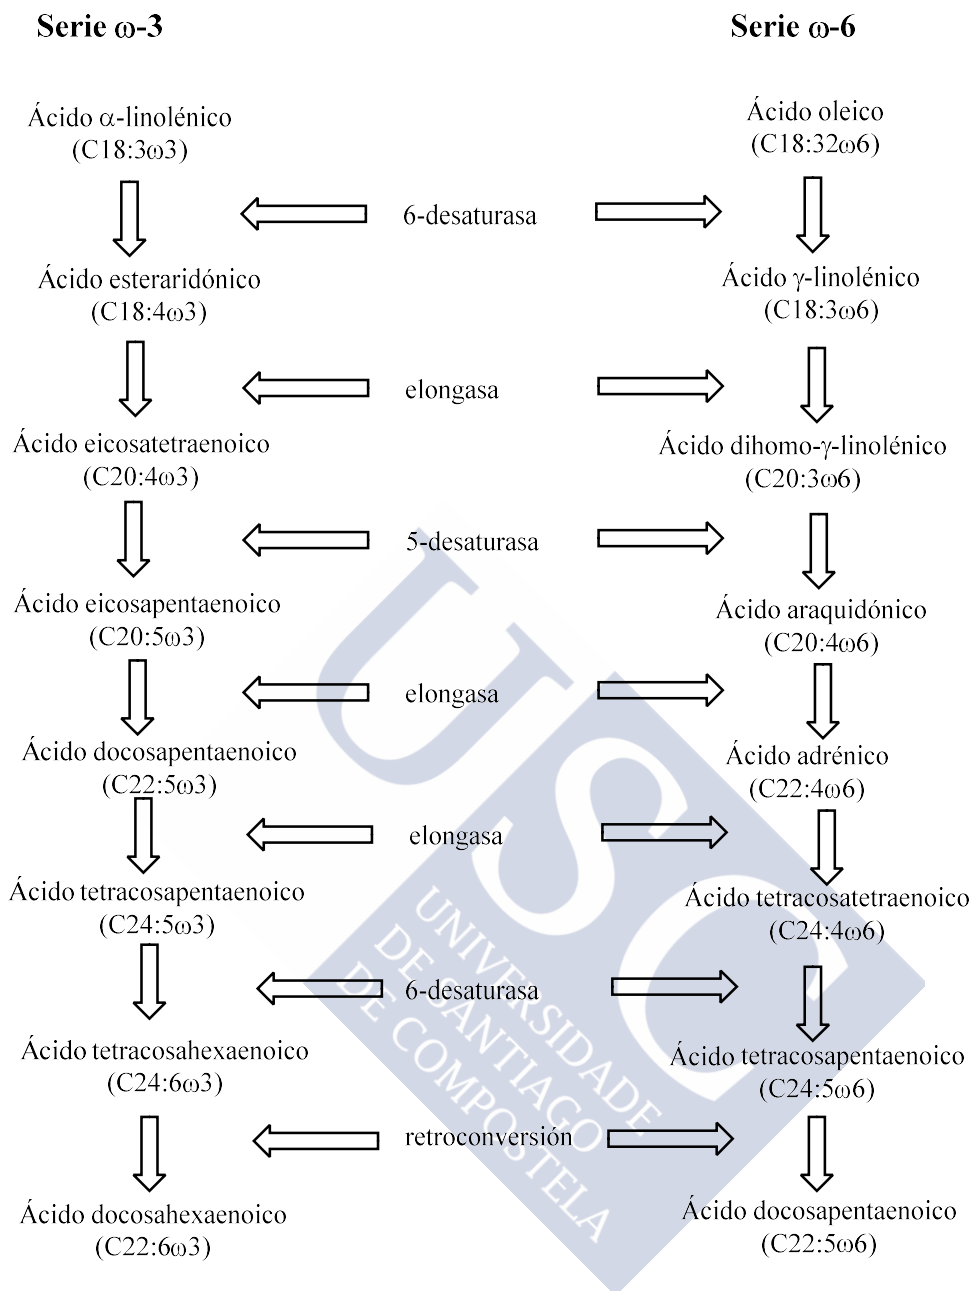 Serie ω-3
Serie ω-6
Ácido α-linolénico
(C18:3ω3)
Ácido oleico
(C18:32ω6)
6-desaturasa
Ácido esteraridónico
(C18:4ω3)
Ácido γ-linolénico
(C18:3ω6)
elongasa
Ácido eicosatetraenoico
(C20:4ω3)
Ácido dihomo-γ-linolénico
(C20:3ω6)
5-desaturasa
Ácido eicosapentaenoico
(C20:5ω3)
Ácido araquidónico
(C20:4ω6)
elongasa
Ácido docosapentaenoico
(C22:5ω3)
Ácido adrénico
(C22:4ω6)
elongasa
Ácido tetracosapentaenoico
(C24:5ω3)
Ácido tetracosatetraenoico
(C24:4ω6)
6-desaturasa
Ácido tetracosahexaenoico
(C24:6ω3)
Ácido tetracosapentaenoico
(C24:5ω6)
retroconversión
Ácido docosahexaenoico
(C22:6ω3)
Ácido docosapentaenoico
(C22:5ω6)
USC
UNIVERSIDADE
DE SANTIAGO
DE COMPOSTELA